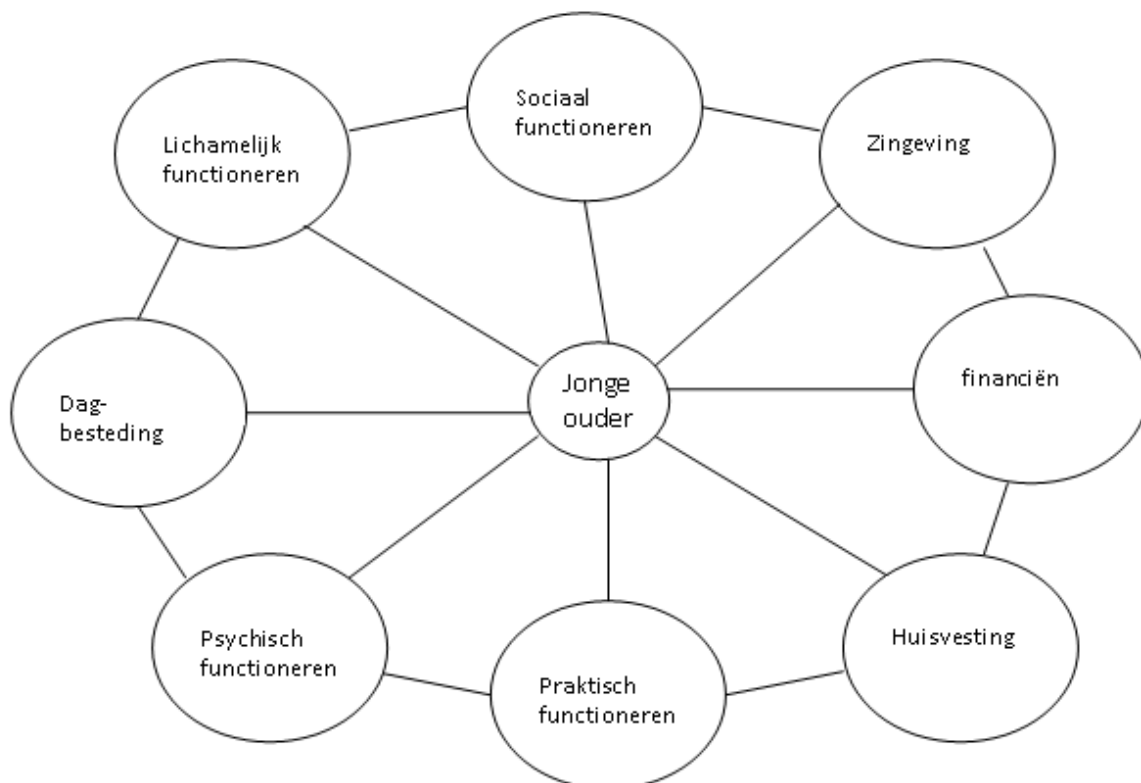 Sociaal
functioneren
Lichamelijk
functioneren
Zingeving
Jonge
ouder
financiën
Dag-
besteding
Psychisch
functioneren
Praktisch
functioneren
Huisvesting